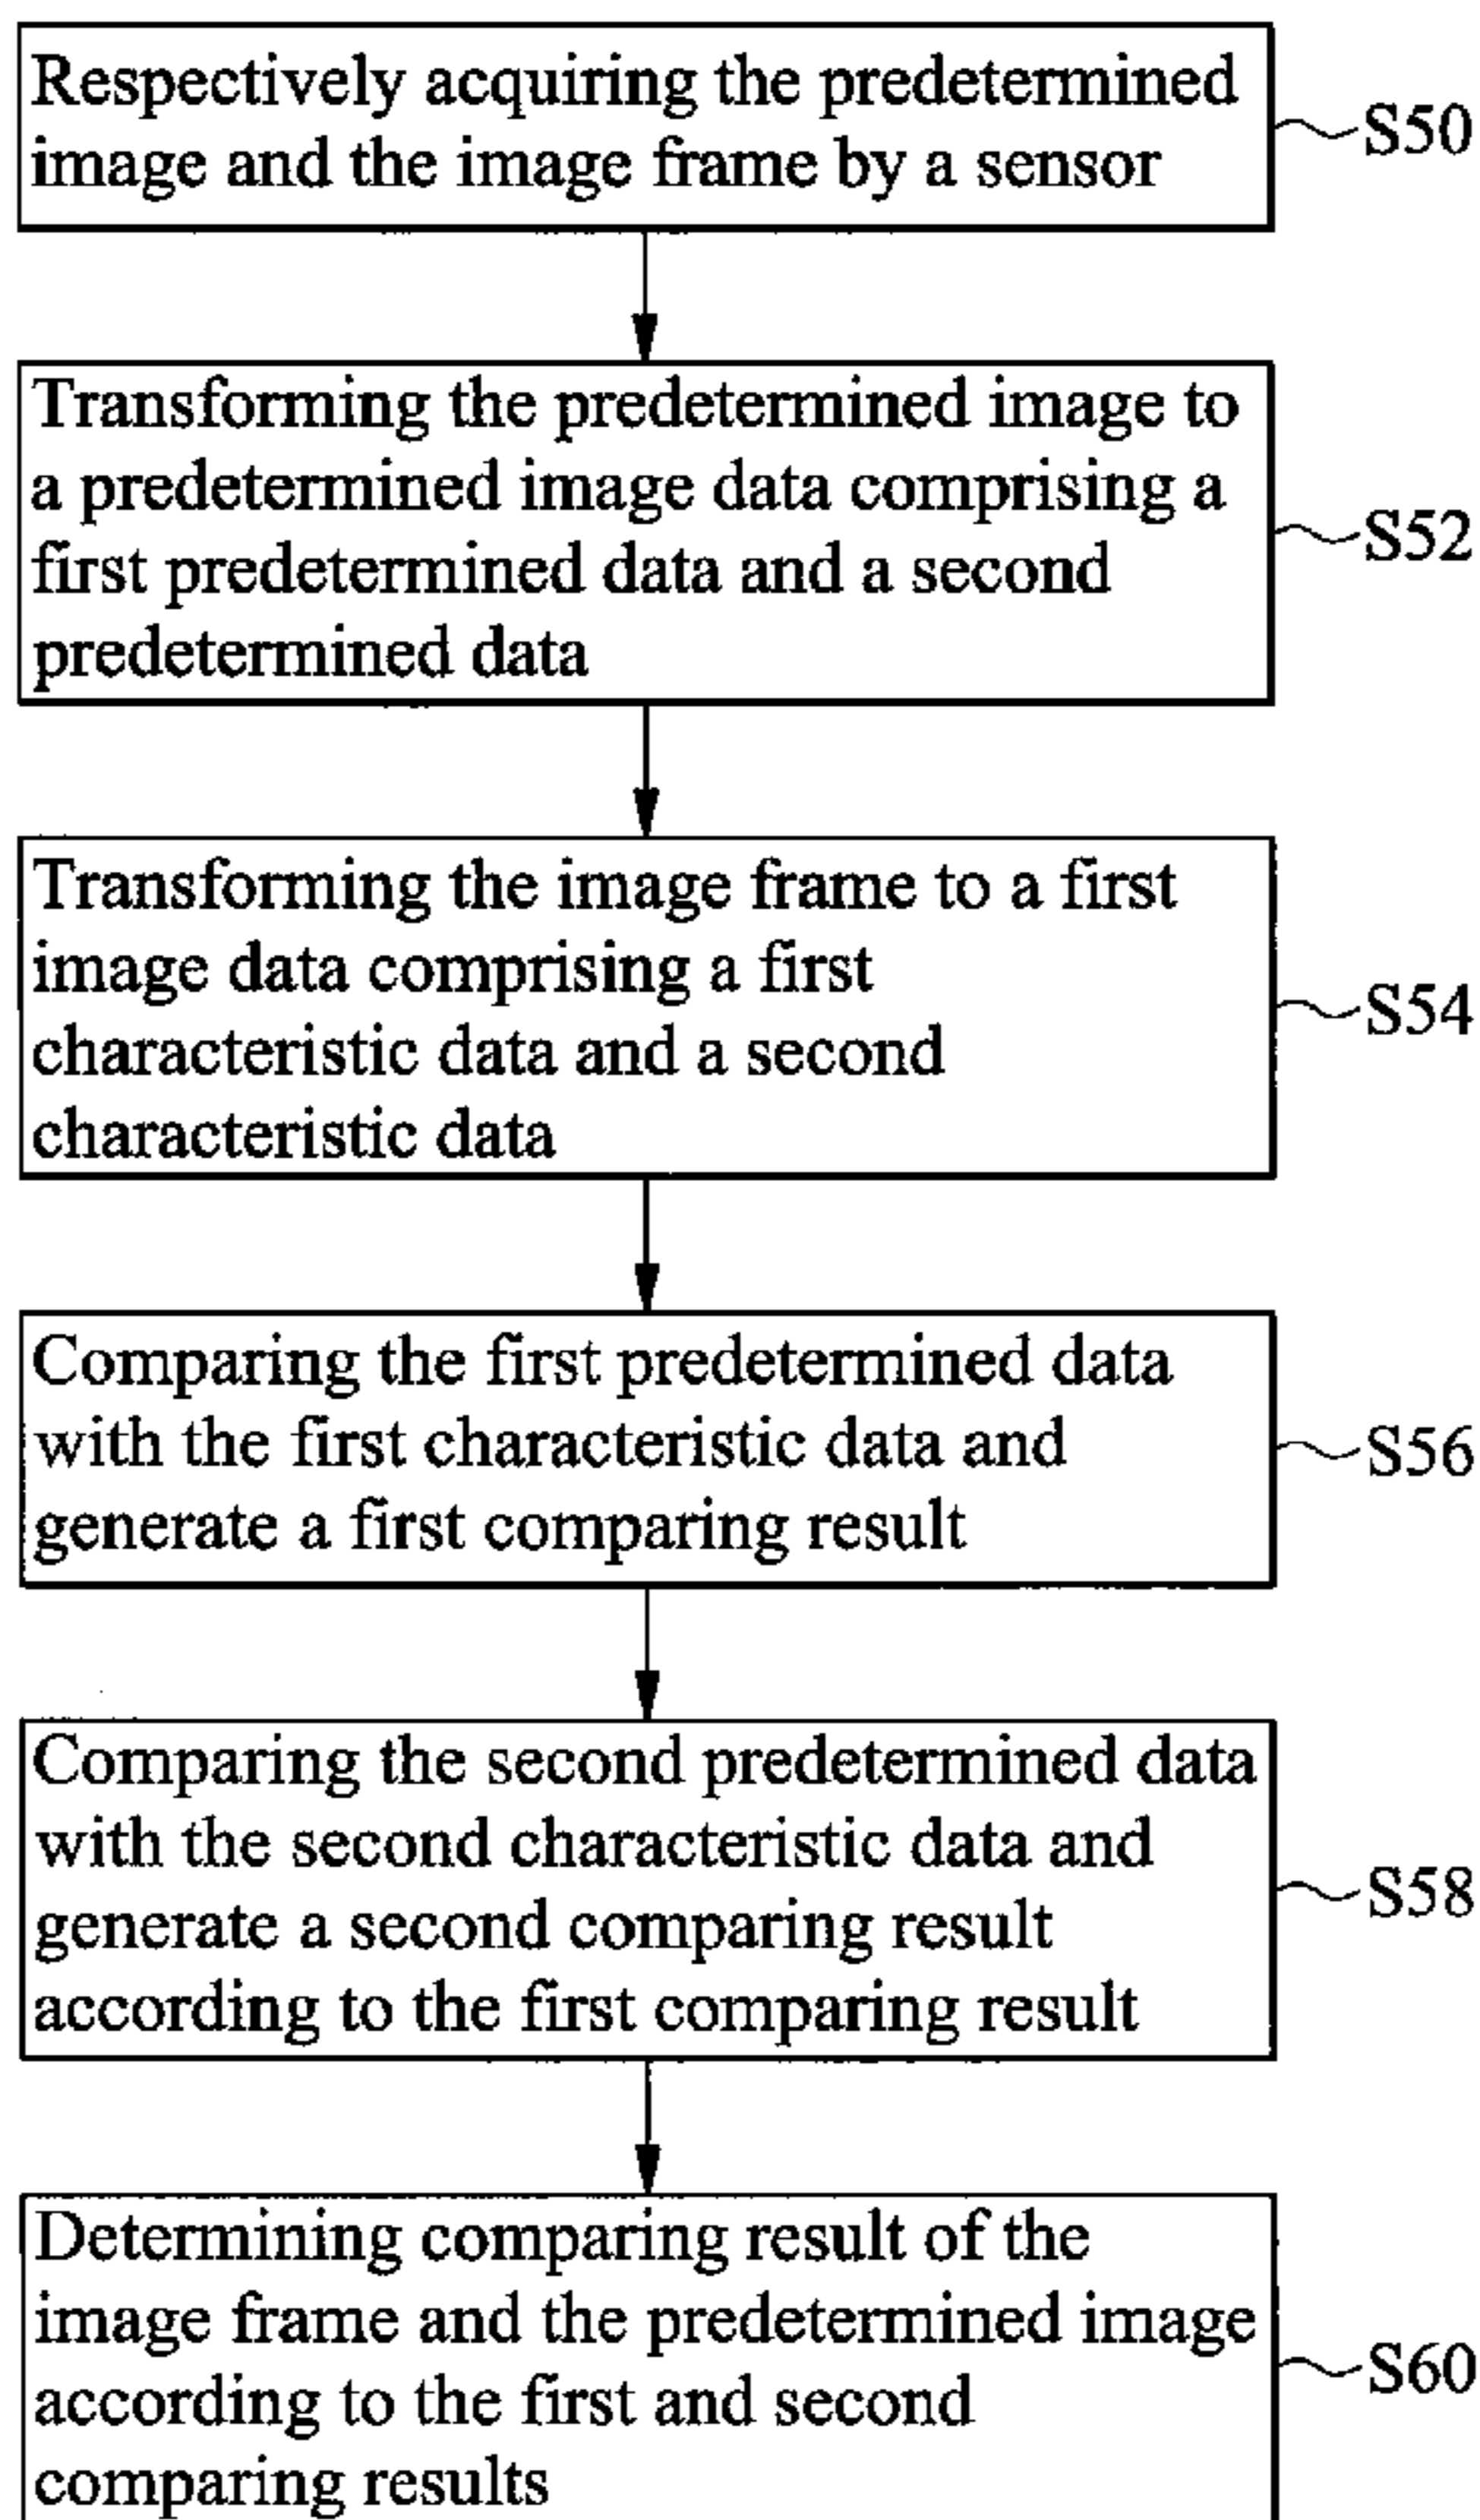 Respectively acquiring the predetermined
image and the image frame by a sensor
S50
Transforming the predetermined image to
a predetermined image data comprising a
first predetermined data and a second
predetermined data
S52
Transforming the image frame to a first
image data comprising a first
characteristic data and a second
characteristic data
S54
Comparing the first predetermined data
with the first characteristic data and
generate a first comparing result
S56
Comparing the second predetermined data
with the second characteristic data and
generate a second comparing result
according to the first comparing result
S58
Determining comparing result of the
image frame and the predetermined image
according to the first and second
comparing results
S60